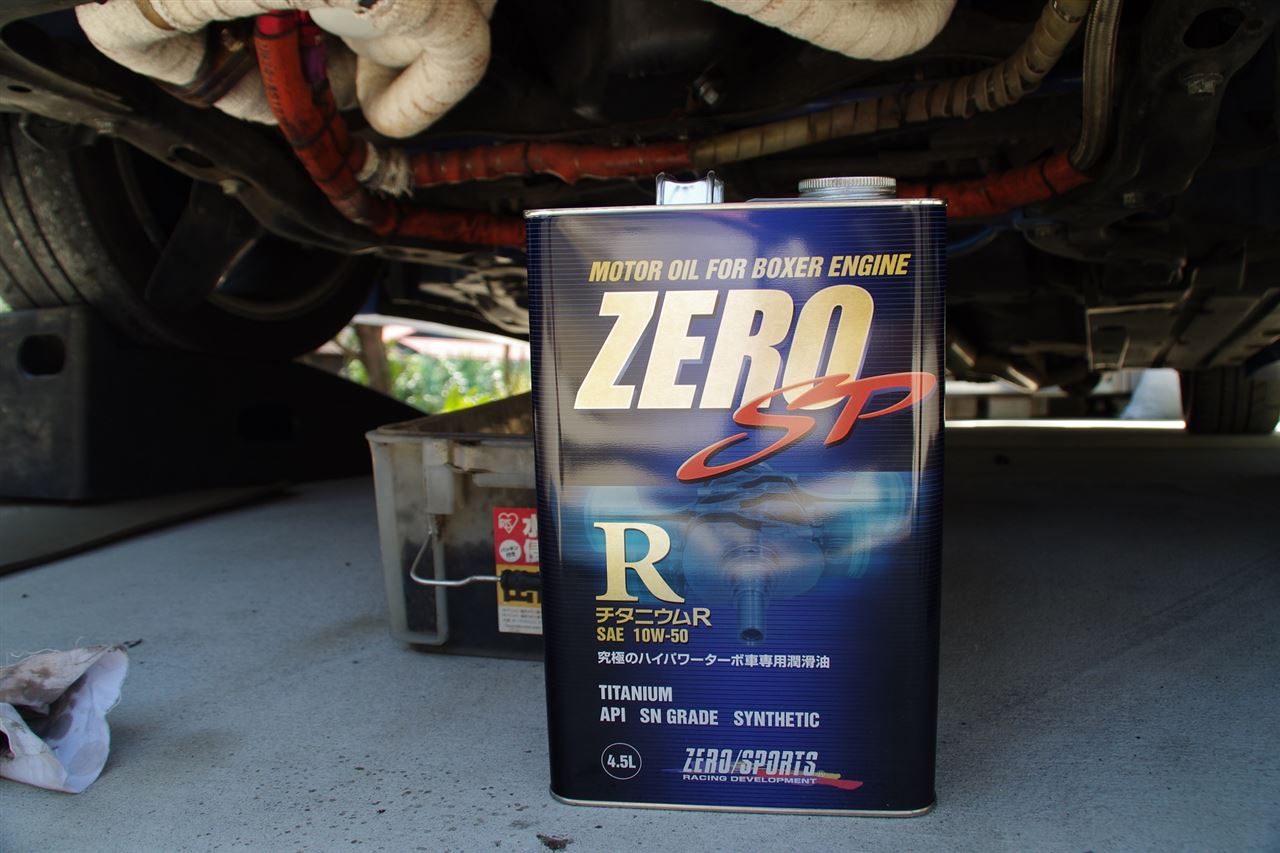 MOTOR OIL FOR BOXER ENGINE
ZERO
SP
R
チタニウムR
SAE 10W-50
究極のハイパワーターボ車専用潤滑油
TITANIUM
API SN GRADE SYNTHETIC
4.5L
ZERO/SPORTS
RACING DEVELOPMENT